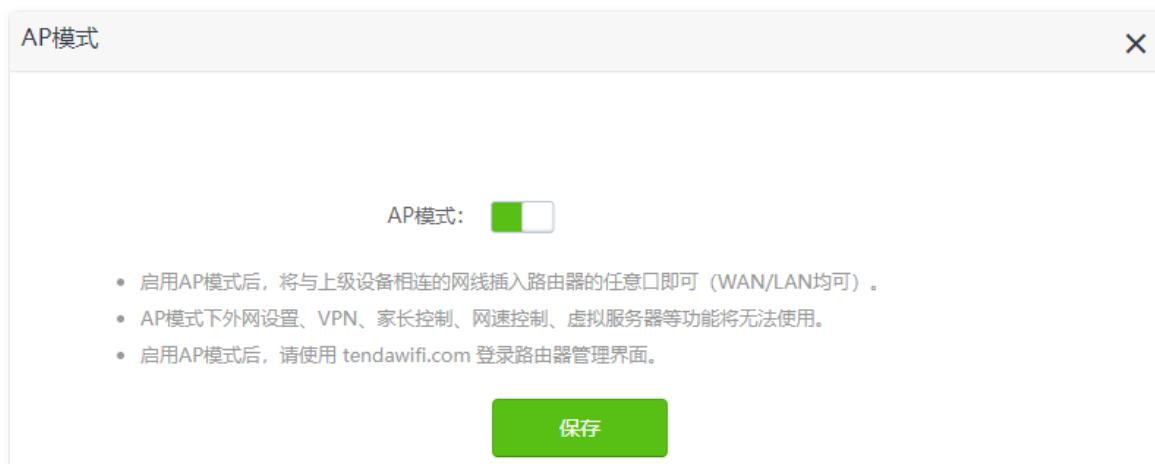 AP模式
AP模式：
启用AP模式后，将与上级设备相连的网线插入路由器的任意口即可（WAN/LAN均可）。
AP模式下外网设置、VPN、家长控制、网速控制、虚拟服务器等功能将无法使用。
启用AP模式后，请使用 tendawifi.com 登录路由器管理界面。
保存